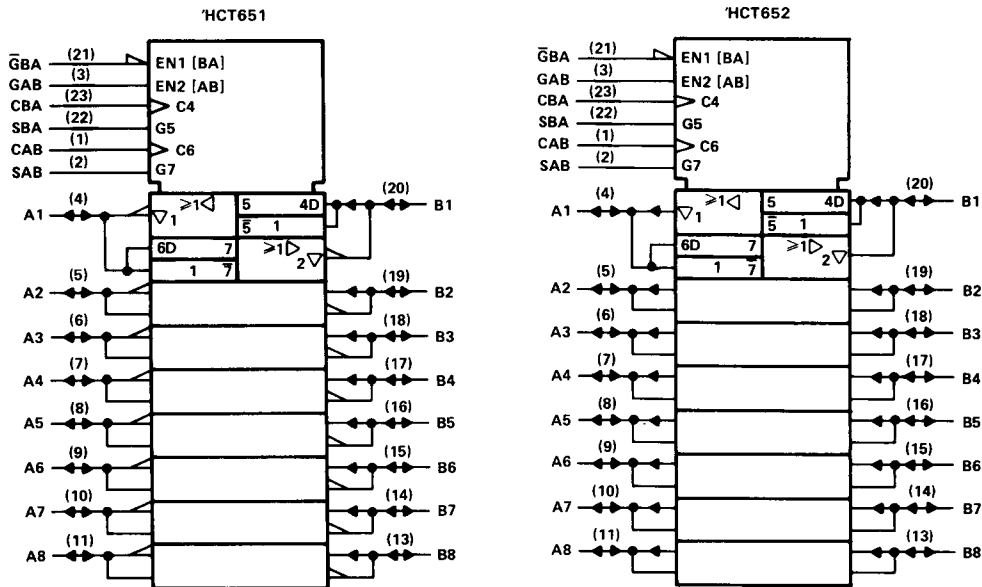 'HCT651
G̅BA (21) EN1 [BA]
GAB (3) EN2 [AB]
CBA (23) C4
SBA (22) G5
CAB (1) C6
SAB (2) G7
A1 (4) ≥1 1 5 4D (20) B1
5̅ 1
6D 7 ≥1 2
1 7̅
A2 (5) (19) B2
A3 (6) (18) B3
A4 (7) (17) B4
A5 (8) (16) B5
A6 (9) (15) B6
A7 (10) (14) B7
A8 (11) (13) B8
'HCT652
G̅BA (21) EN1 [BA]
GAB (3) EN2 [AB]
CBA (23) C4
SBA (22) G5
CAB (1) C6
SAB (2) G7
A1 (4) ≥1 1 5 4D (20) B1
5̅ 1
6D 7 ≥1 2
1 7̅
A2 (5) (19) B2
A3 (6) (18) B3
A4 (7) (17) B4
A5 (8) (16) B5
A6 (9) (15) B6
A7 (10) (14) B7
A8 (11) (13) B8